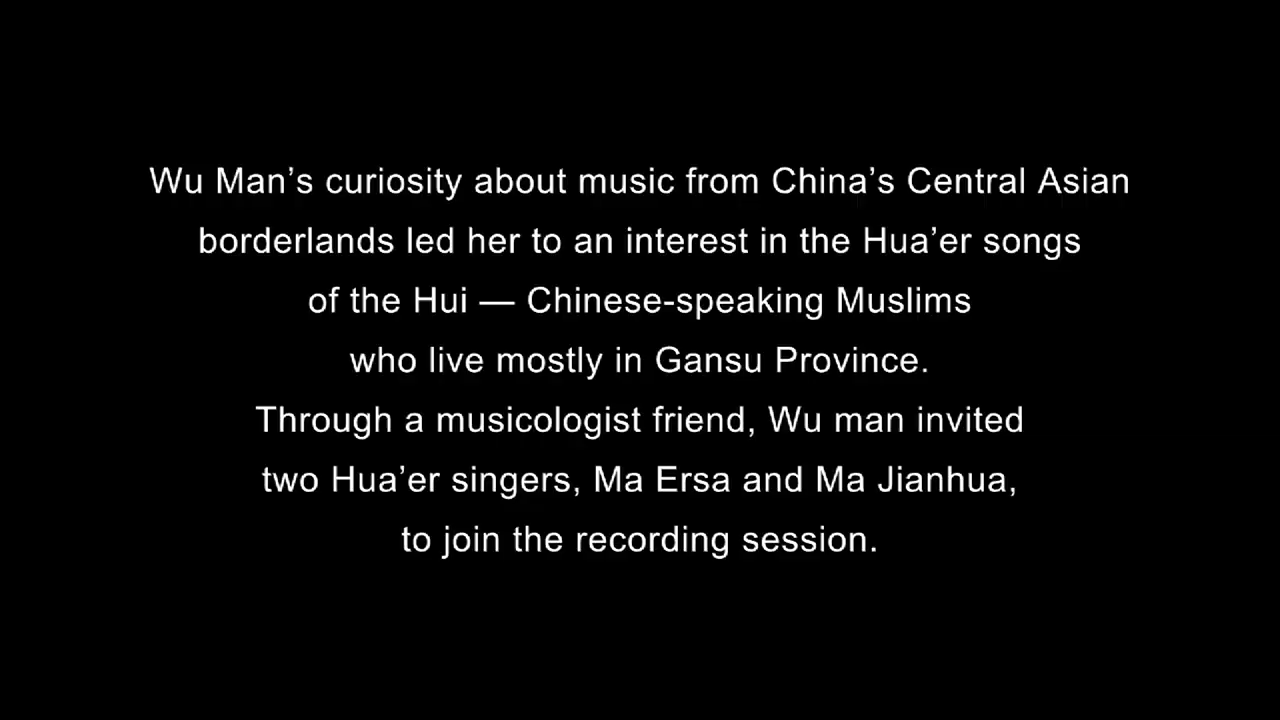 Wu Man’s curiosity about music from China’s Central Asian
borderlands led her to an interest in the Hua’er songs
of the Hui — Chinese-speaking Muslims
who live mostly in Gansu Province.
Through a musicologist friend, Wu man invited
two Hua’er singers, Ma Ersa and Ma Jianhua,
to join the recording session.